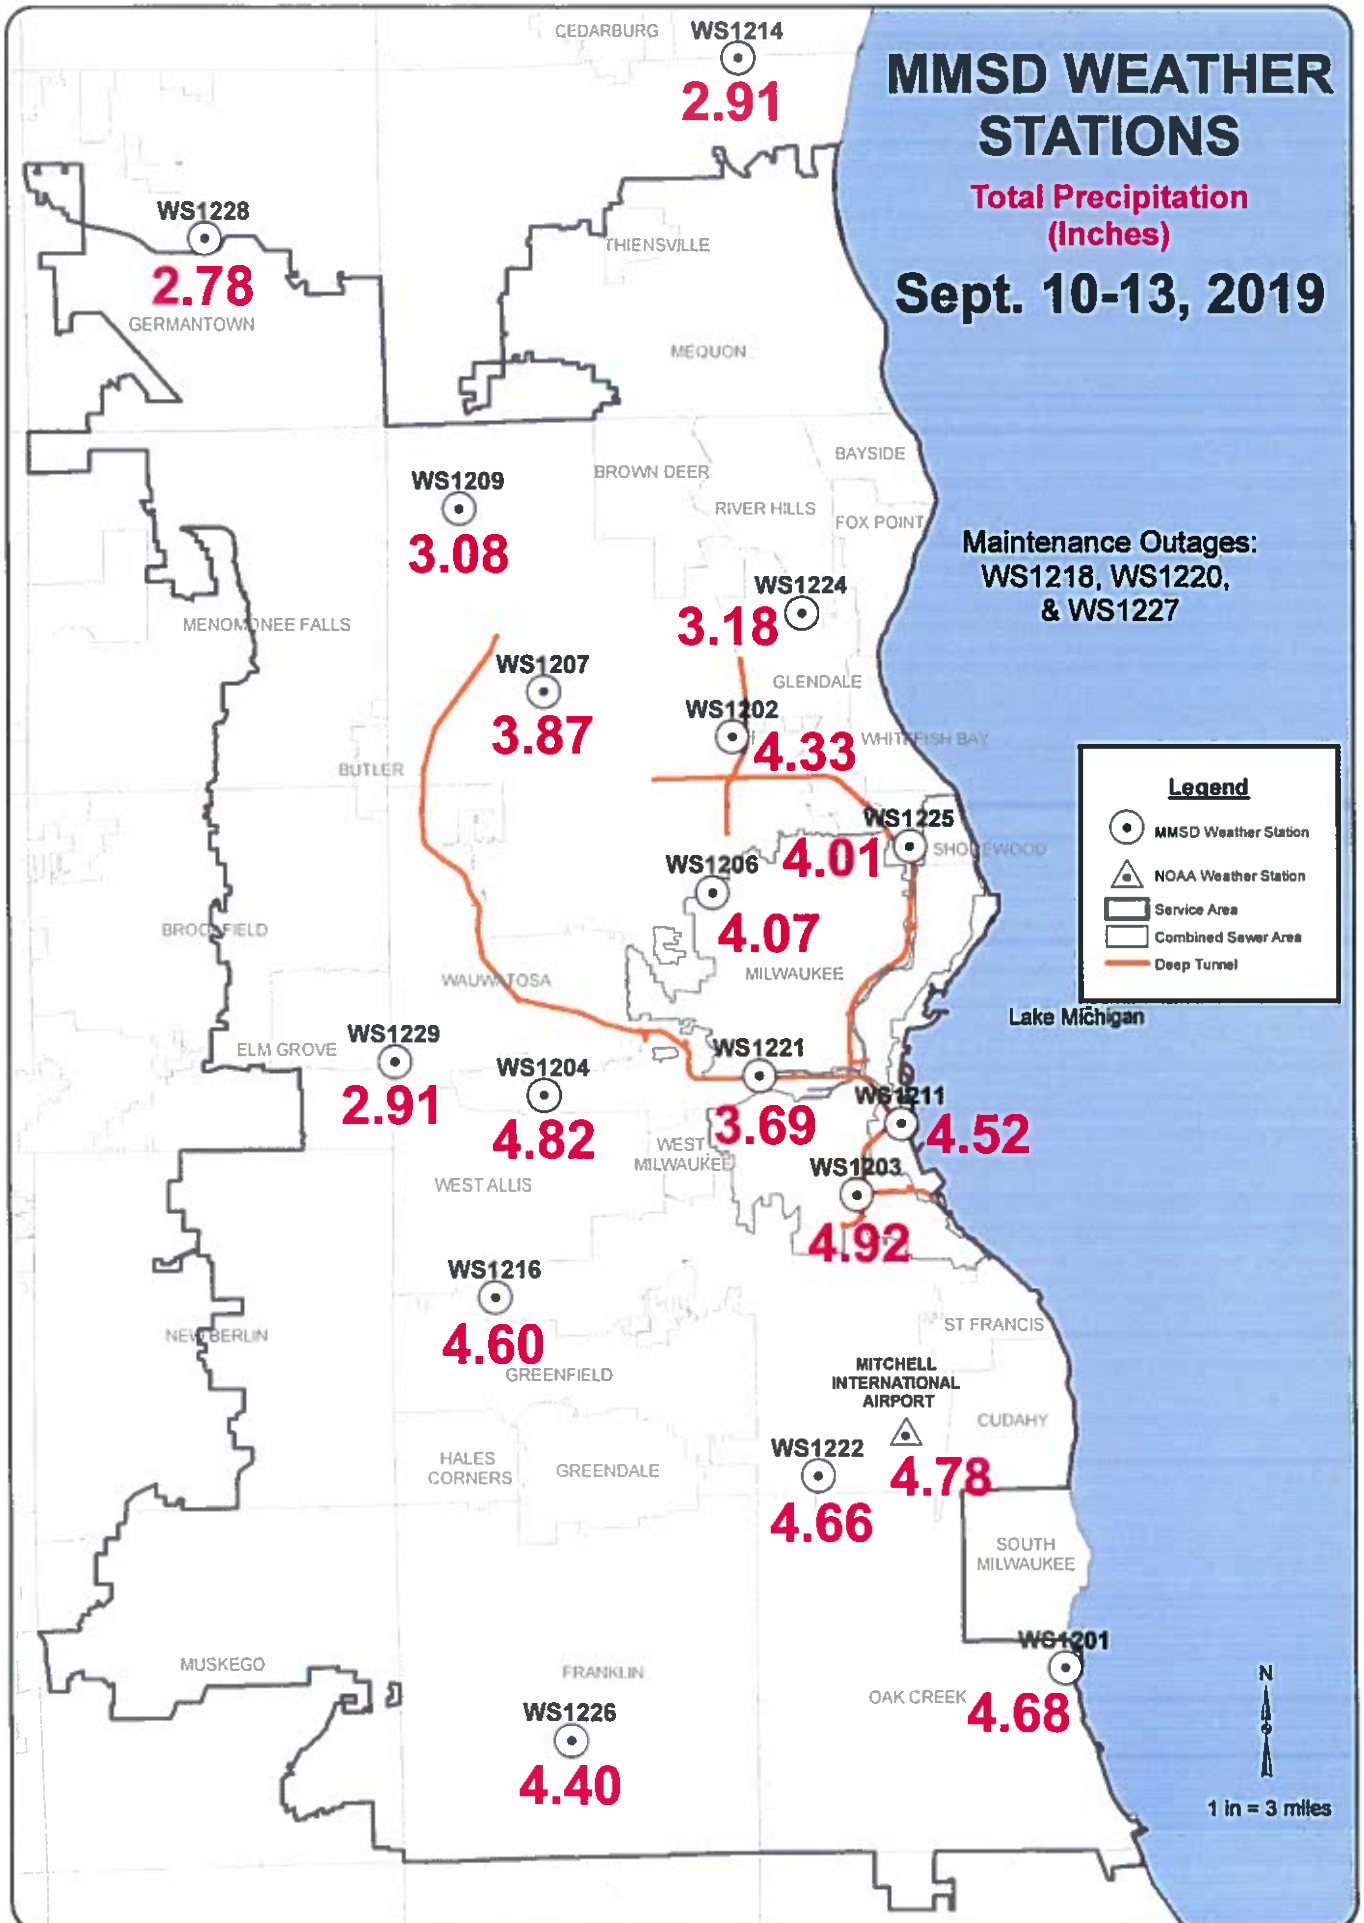 CEDARBURG
WS1214
2.91
MMSD WEATHER
STATIONS
Total Precipitation
(Inches)
Sept. 10-13, 2019
WS1228
2.78
GERMANTOWN
THIENSVILLE
MEQUON
BAYSIDE
BROWN DEER
WS1209
3.08
RIVER HILLS
FOX POINT
Maintenance Outages:
WS1218, WS1220,
& WS1227
WS1224
3.18
MENOMONEE FALLS
WS1207
3.87
GLENDALE
WS1202
4.33
WHITEFISH BAY
BUTLER
Legend
MMSD Weather Station
NOAA Weather Station
Service Area
Combined Sewer Area
Deep Tunnel
WS1225
4.01
SHOREWOOD
WS1206
4.07
BROOKFIELD
WAUWATOSA
MILWAUKEE
Lake Michigan
WS1229
2.91
ELM GROVE
WS1204
4.82
WS1221
3.69
WS1211
4.52
WEST
MILWAUKEE
WS1203
4.92
WEST ALLIS
WS1216
4.60
NEW BERLIN
GREENFIELD
ST FRANCIS
MITCHELL
INTERNATIONAL
AIRPORT
4.78
CUDAHY
WS1222
4.66
HALES
CORNERS
GREENDALE
SOUTH
MILWAUKEE
WS1201
4.68
MUSKEGO
FRANKLIN
OAK CREEK
WS1226
4.40
N
1 in = 3 miles